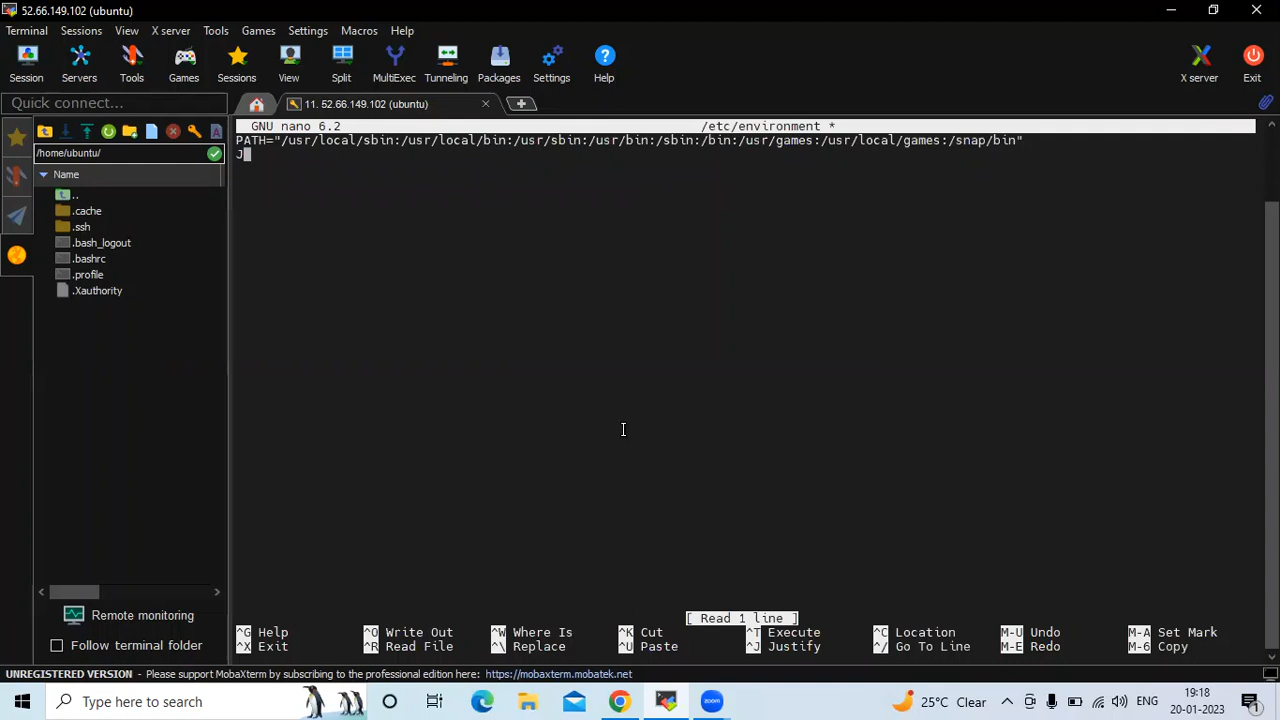 52.66.149.102 (ubuntu)
Terminal Sessions View X server Tools Games Settings Macros Help
Session Servers Tools Games Sessions View Split MultiExec Tunneling Packages Settings Help X server Exit
Quick connect...
11. 52.66.149.102 (ubuntu)
/home/ubuntu/
Name
..
.cache
.ssh
.bash_logout
.bashrc
.profile
.Xauthority
Remote monitoring
Follow terminal folder
GNU nano 6.2 /etc/environment *
PATH="/usr/local/sbin:/usr/local/bin:/usr/sbin:/usr/bin:/sbin:/bin:/usr/games:/usr/local/games:/snap/bin"
J
[ Read 1 line ]
^G Help ^O Write Out ^W Where Is ^K Cut ^T Execute ^C Location M-U Undo M-A Set Mark
^X Exit ^R Read File ^\ Replace ^U Paste ^J Justify ^/ Go To Line M-E Redo M-6 Copy
UNREGISTERED VERSION - Please support MobaXterm by subscribing to the professional edition here: https://mobaxterm.mobatek.net
Type here to search
zoom
25°C Clear
ENG
19:18
20-01-2023
1